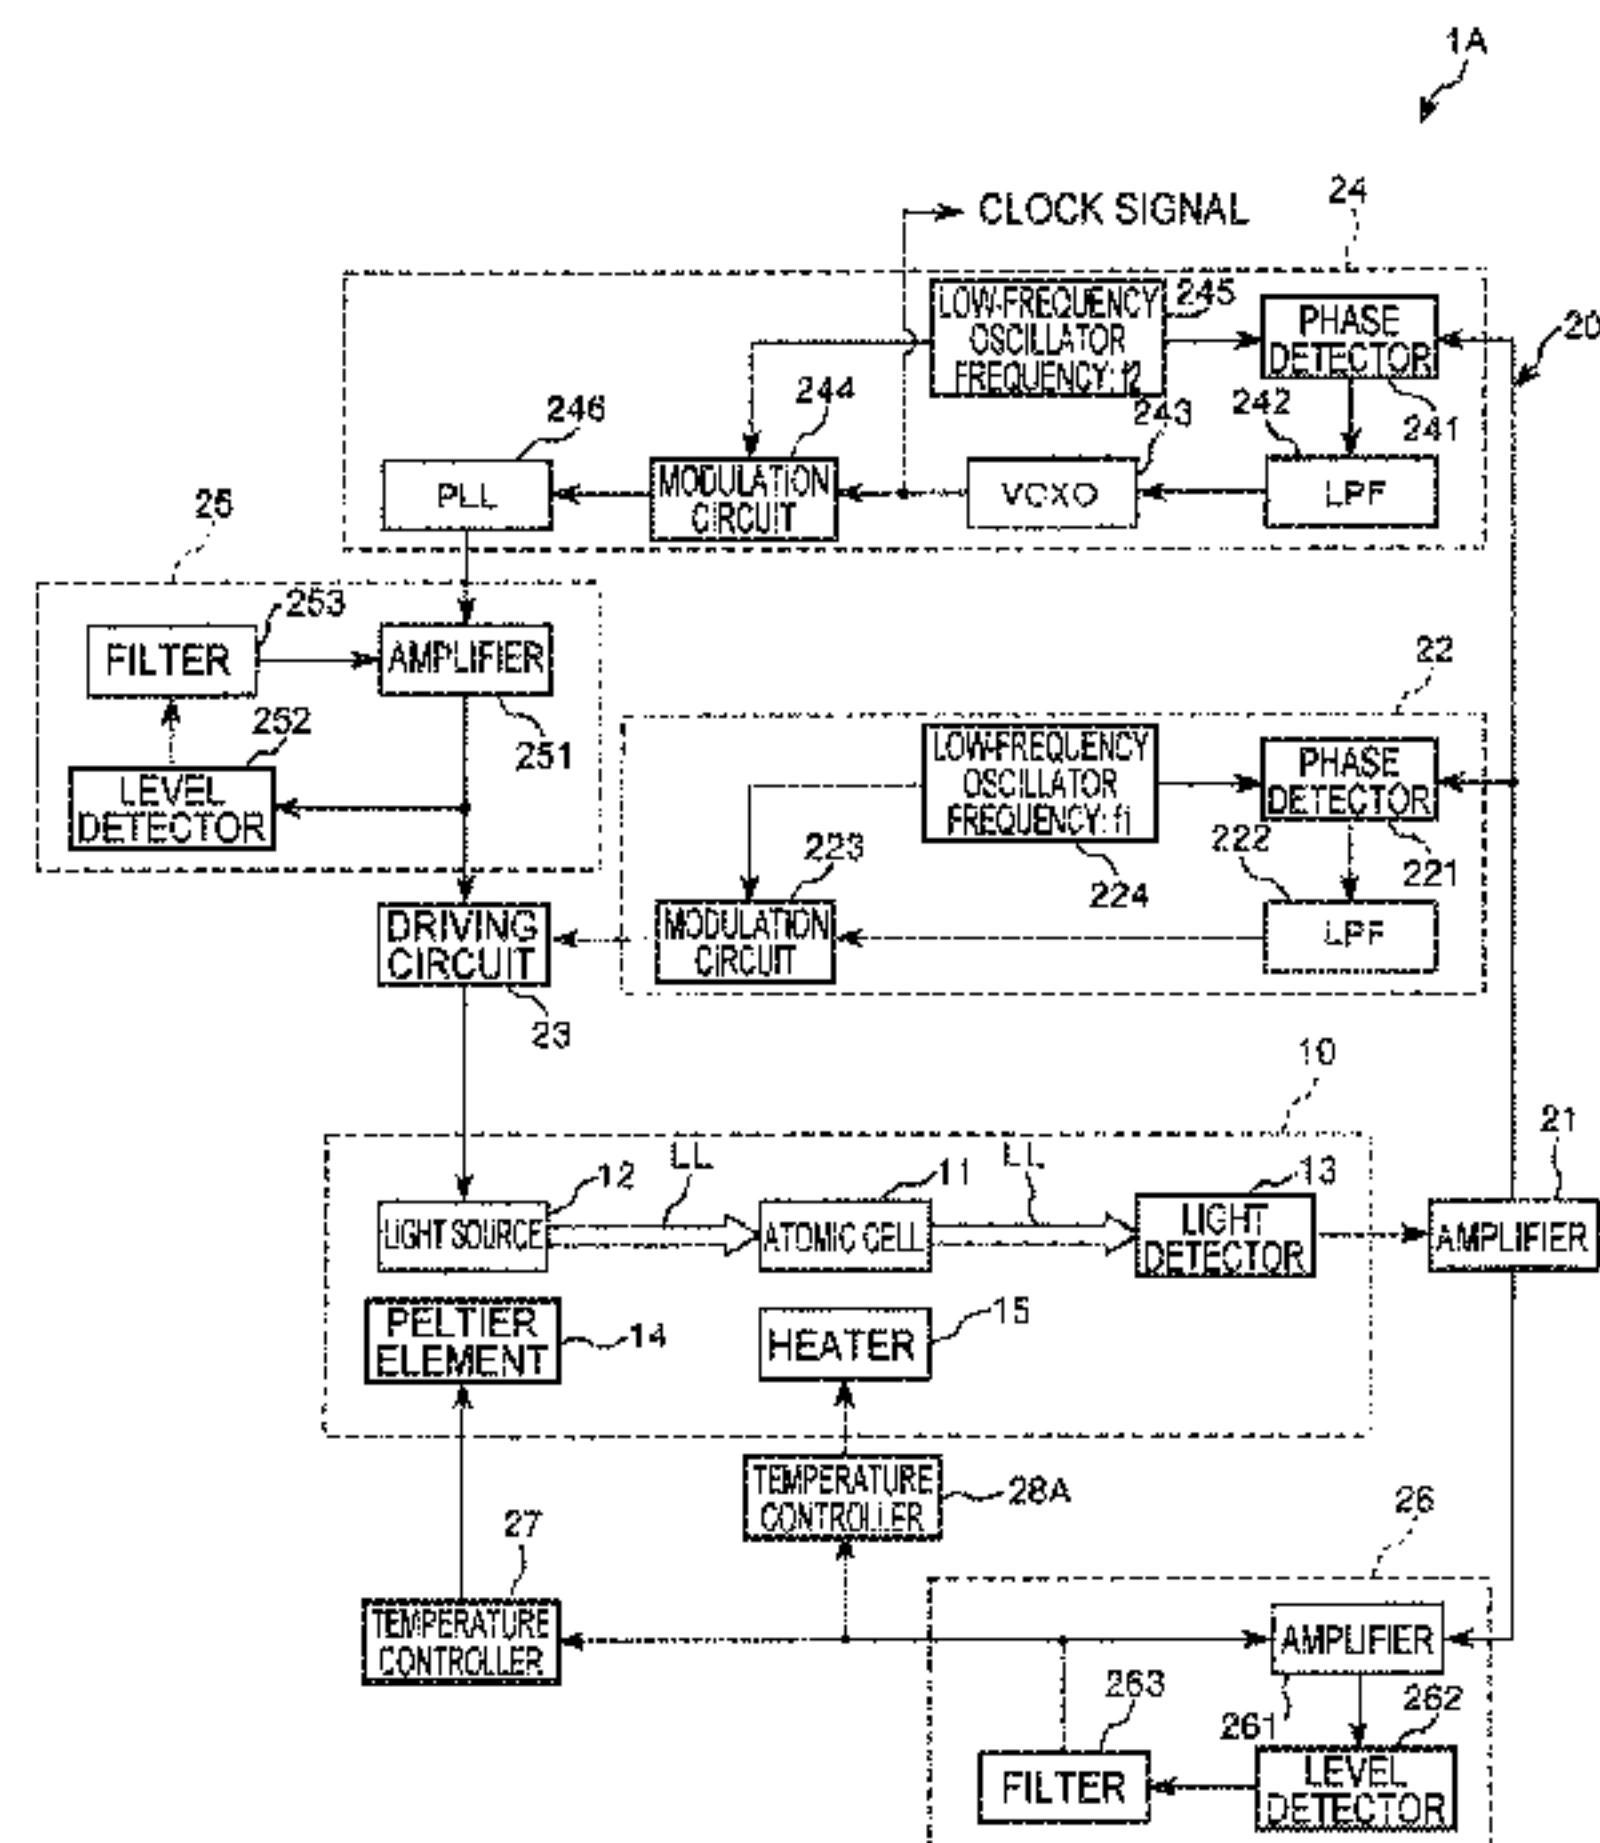 1A
24
CLOCK SIGNAL
LOW-FREQUENCY
OSCILLATOR
FREQUENCY: f2
245
PHASE
DETECTOR
20
246
244
243
242
241
PLL
MODULATION
CIRCUIT
VCXO
LPF
25
253
FILTER
AMPLIFIER
22
252
251
LOW-FREQUENCY
OSCILLATOR
FREQUENCY: f1
PHASE
DETECTOR
LEVEL
DETECTOR
223
224
222
221
DRIVING
CIRCUIT
MODULATION
CIRCUIT
LPF
23
10
21
12
LL
11
LL
13
LIGHT SOURCE
ATOMIC CELL
LIGHT
DETECTOR
AMPLIFIER
PELTIER
ELEMENT
14
HEATER
15
TEMPERATURE
CONTROLLER
28A
27
26
TEMPERATURE
CONTROLLER
AMPLIFIER
263
261
262
FILTER
LEVEL
DETECTOR